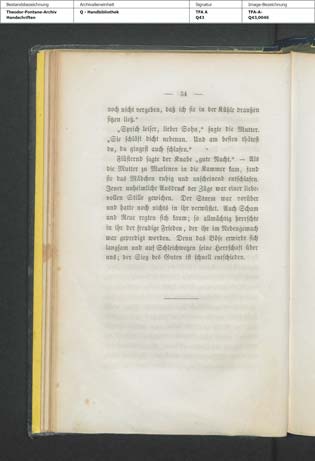 Bestandsbezeichnung Archivalieneinheit Signatur Image-Bezeichnung
Theodor-Fontane-Archiv Q - Handbibliothek TFA A TFA-A-
Handschriften Q43 Q43,0046
— 34 —
noch nicht vergeben, daß ich sie in der Kühle draußen
sitzen ließ.“
„Sprich leiser, lieber Sohn,“ sagte die Mutter.
„Sie schläft dicht nebenan. Und am besten thätest
du, du gingest auch schlafen.“
Flüsternd sagte der Knabe „gute Nacht.“ — Als
die Mutter zu Marlenen in die Kammer kam, fand
sie das Mädchen ruhig und anscheinend entschlafen.
Jener unheimliche Ausdruck der Züge war einer liebe-
vollen Stille gewichen. Der Sturm war vorüber
und hatte noch nichts in ihr verwüstet. Auch Scham
und Reue regten sich kaum; so allmächtig herrschte
in ihr der freudige Frieden, der ihr im Nebengemach
war gepredigt worden. Denn das Böse erwirbt sich
langsam und auf Schleichwegen seine Herrschaft über
uns; der Sieg des Guten ist schnell entschieden.